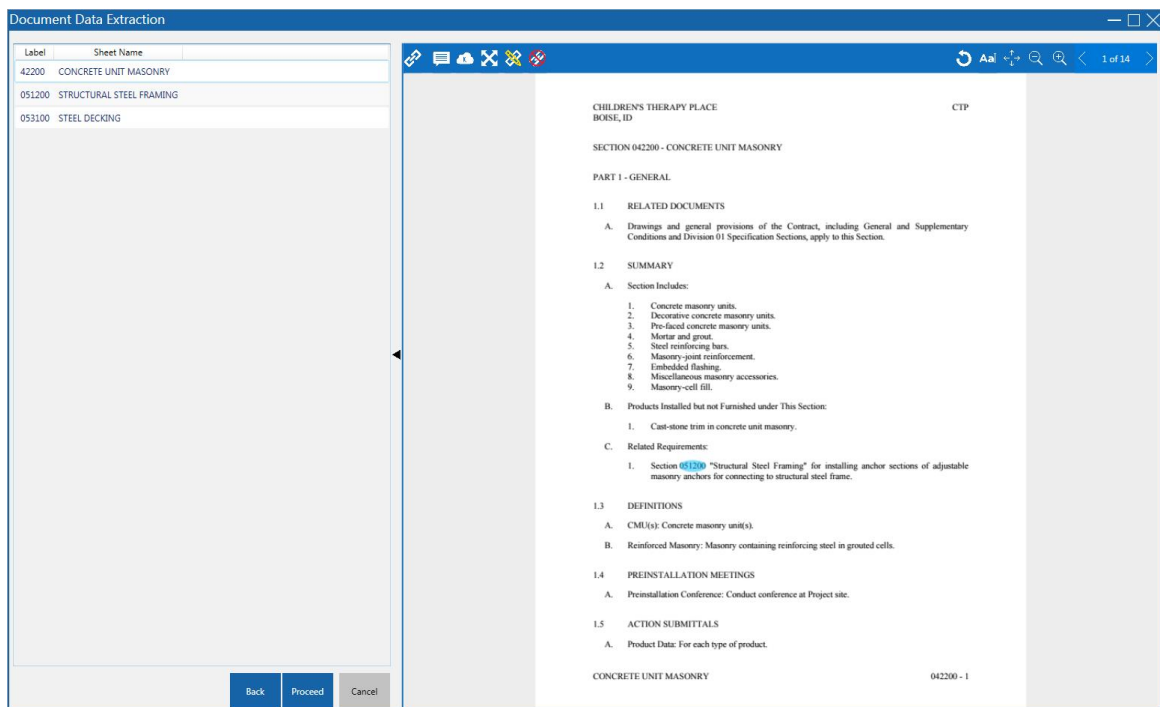 Document Data Extraction
Label Sheet Name
42200 CONCRETE UNIT MASONRY
051200 STRUCTURAL STEEL FRAMING
053100 STEEL DECKING
Back Proceed Cancel
Aa 1 of 14
CHILDREN'S THERAPY PLACE CTP
BOISE, ID
SECTION 042200 - CONCRETE UNIT MASONRY
PART 1 - GENERAL
1.1 RELATED DOCUMENTS
A. Drawings and general provisions of the Contract, including General and Supplementary
Conditions and Division 01 Specification Sections, apply to this Section.
1.2 SUMMARY
A. Section Includes:
1. Concrete masonry units.
2. Decorative concrete masonry units.
3. Pre-faced concrete masonry units.
4. Mortar and grout.
5. Steel reinforcing bars.
6. Masonry-joint reinforcement.
7. Embedded flashing.
8. Miscellaneous masonry accessories.
9. Masonry-cell fill.
B. Products Installed but not Furnished under This Section:
1. Cast-stone trim in concrete unit masonry.
C. Related Requirements:
1. Section 051200 "Structural Steel Framing" for installing anchor sections of adjustable
masonry anchors for connecting to structural steel frame.
1.3 DEFINITIONS
A. CMU(s): Concrete masonry unit(s).
B. Reinforced Masonry: Masonry containing reinforcing steel in grouted cells.
1.4 PREINSTALLATION MEETINGS
A. Preinstallation Conference: Conduct conference at Project site.
1.5 ACTION SUBMITTALS
A. Product Data: For each type of product.
CONCRETE UNIT MASONRY 042200 - 1